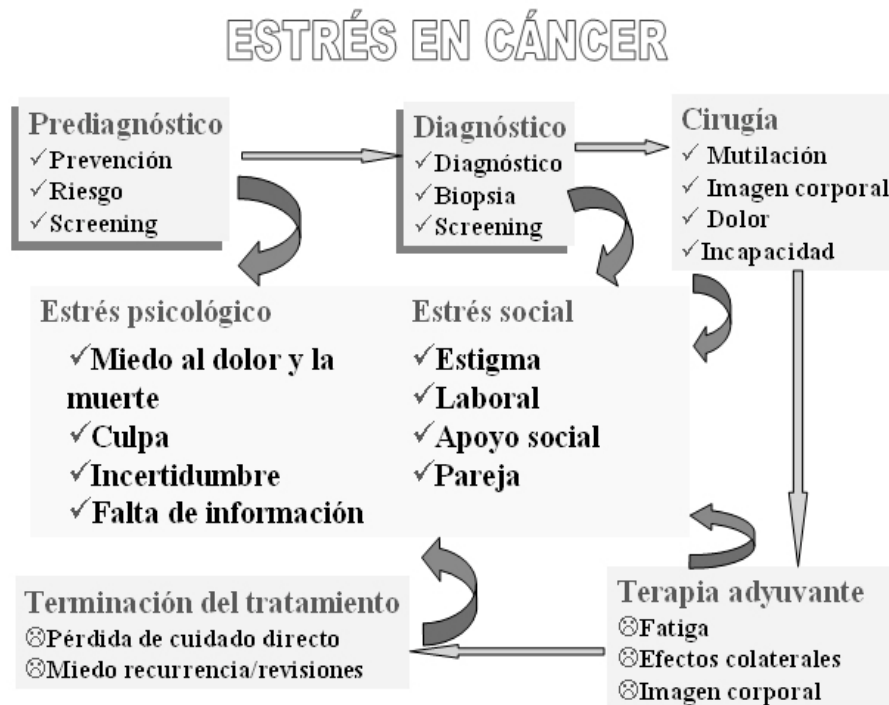 ESTRÉS EN CÁNCER
Prediagnóstico
✓Prevención
✓Riesgo
✓Screening
Diagnóstico
✓Diagnóstico
✓Biopsia
✓Screening
Cirugía
✓ Mutilación
✓ Imagen corporal
✓ Dolor
✓Incapacidad
Estrés psicológico
✓Miedo al dolor y la
muerte
✓Culpa
✓Incertidumbre
✓Falta de información
Estrés social
✓Estigma
✓Laboral
✓Apoyo social
✓Pareja
Terapia adyuvante
☹Fatiga
☹Efectos colaterales
☹Imagen corporal
Terminación del tratamiento
☹Pérdida de cuidado directo
☹Miedo recurrencia/revisiones